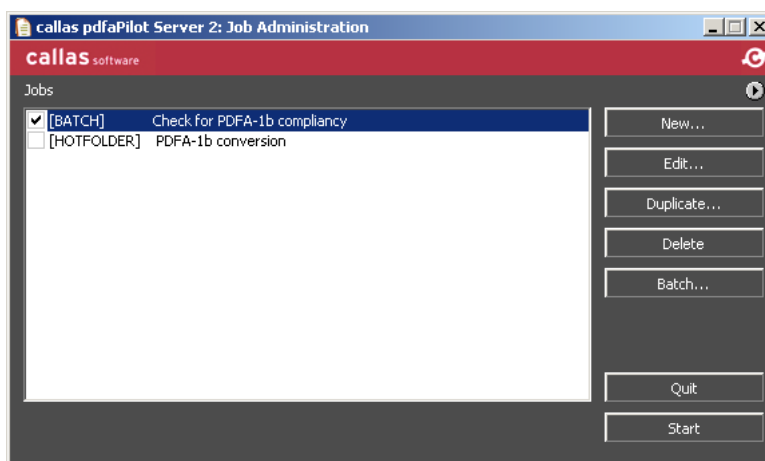 callas pdfaPilot Server 2: Job Administration
callas software
Jobs
[BATCH] Check for PDFA-1b compliancy
[HOTFOLDER] PDFA-1b conversion
New...
Edit...
Duplicate...
Delete
Batch...
Quit
Start